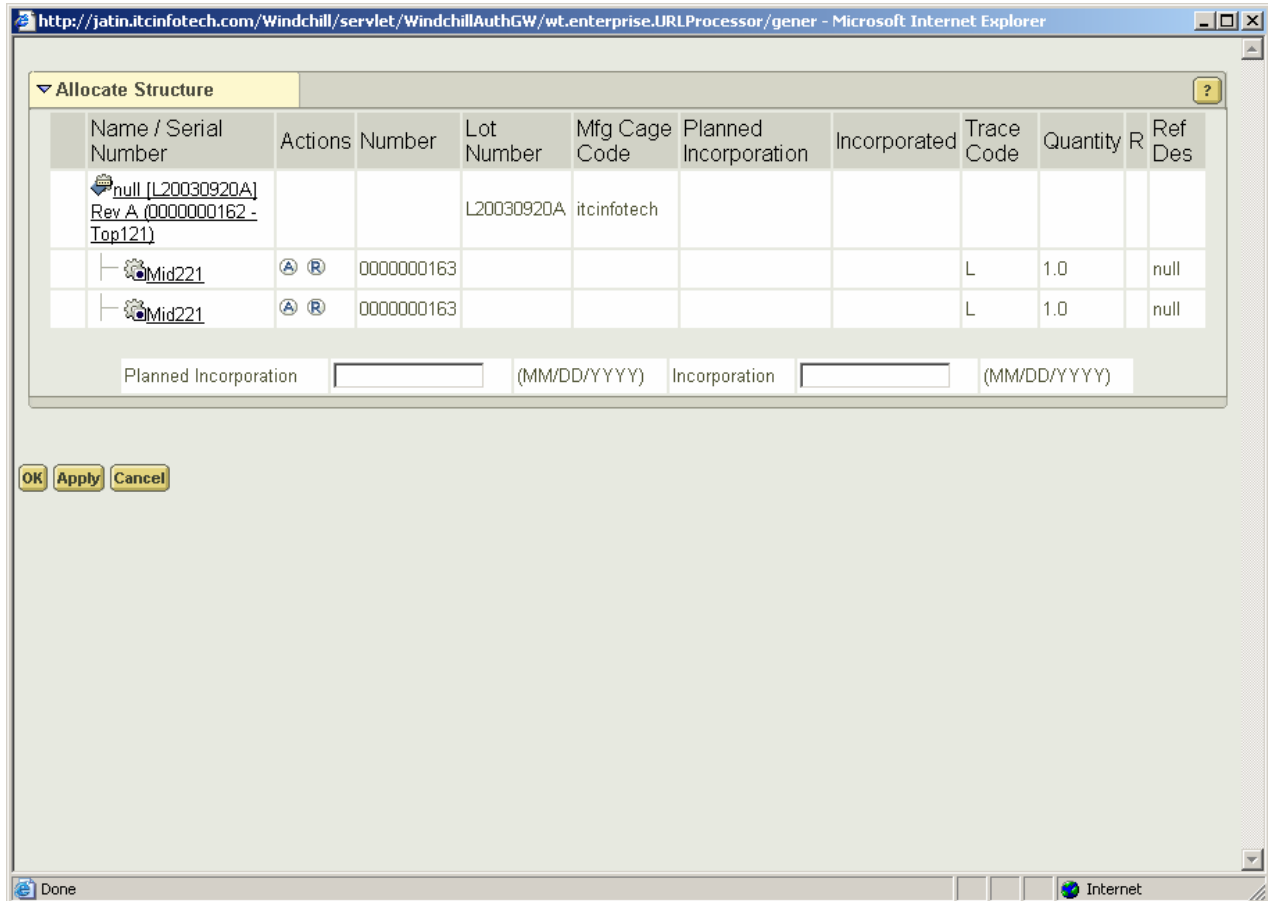 http://jatin.itcinfotech.com/Windchill/servlet/WindchillAuthGW/wt.enterprise.URLProcessor/gener - Microsoft Internet Explorer
Allocate Structure
?
Name / Serial Number Actions Number Lot Number Mfg Cage Code Planned Incorporation Incorporated Trace Code Quantity R Ref Des
null [L20030920A] Rev A (0000000162 - Top121) L20030920A itcinfotech
Mid221 A R 0000000163 L 1.0 null
Mid221 A R 0000000163 L 1.0 null
Planned Incorporation (MM/DD/YYYY) Incorporation (MM/DD/YYYY)
OK Apply Cancel
Done Internet